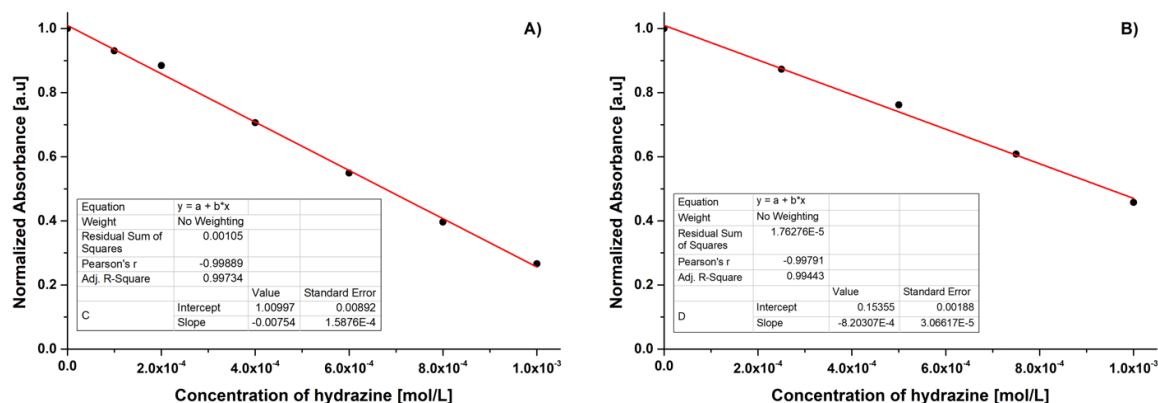 A)
Normalized Absorbance [a.u]
1.0
0.8
0.6
0.4
0.2
0.0
Equation y = a + b*x
Weight No Weighting
Residual Sum of 0.00105
Squares
Pearson's r -0.99889
Adj. R-Square 0.99734
Value Standard Error
C Intercept 1.00997 0.00892
Slope -0.00754 1.5876E-4
0.0 2.0x10⁻⁴ 4.0x10⁻⁴ 6.0x10⁻⁴ 8.0x10⁻⁴ 1.0x10⁻³
Concentration of hydrazine [mol/L]
B)
Normalized Absorbance [a.u]
1.0
0.8
0.6
0.4
0.2
0.0
Equation y = a + b*x
Weight No Weighting
Residual Sum 1.76276E-5
of Squares
Pearson's r -0.99791
Adj. R-Square 0.99443
Value Standard Error
D Intercept 0.15355 0.00188
Slope -8.20307E-4 3.06617E-5
0.0 2.0x10⁻⁴ 4.0x10⁻⁴ 6.0x10⁻⁴ 8.0x10⁻⁴ 1.0x10⁻³
Concentration of hydrazine [mol/L]